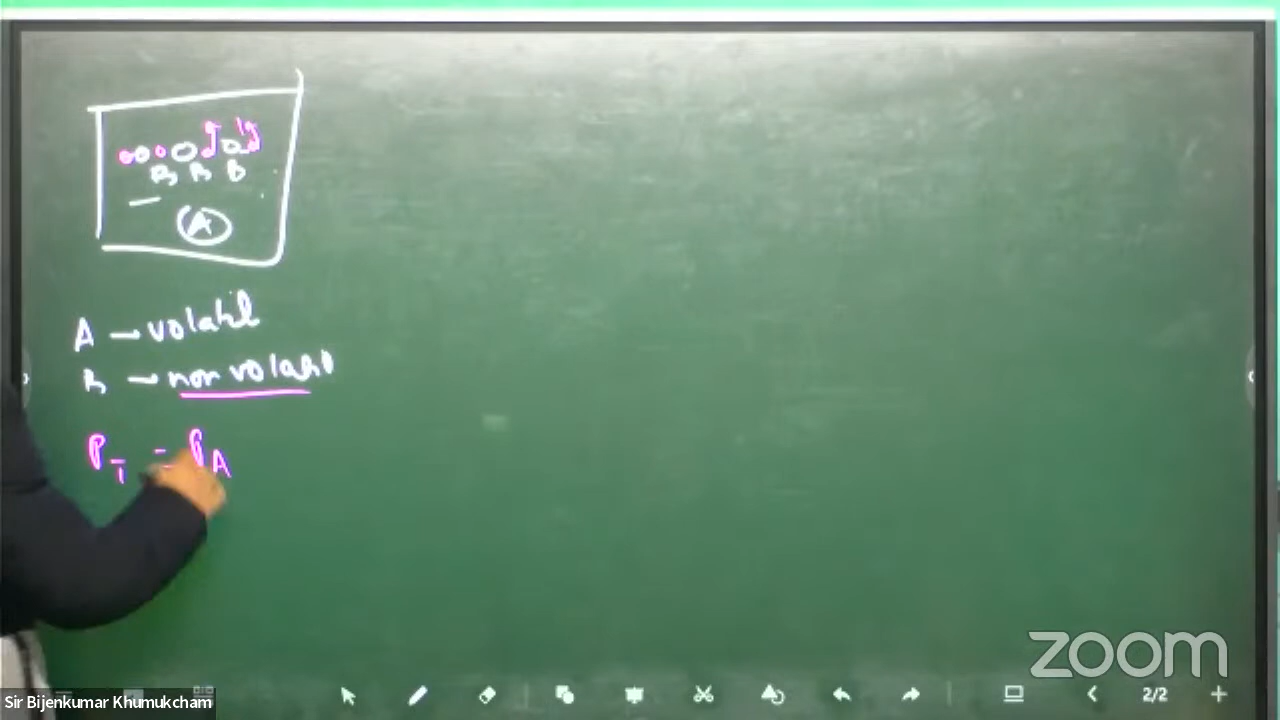 B B B
A
A → volatil
B → non volatil
P_T = P_A
zoom
Sir Bijenkumar Khumukcham
2/2